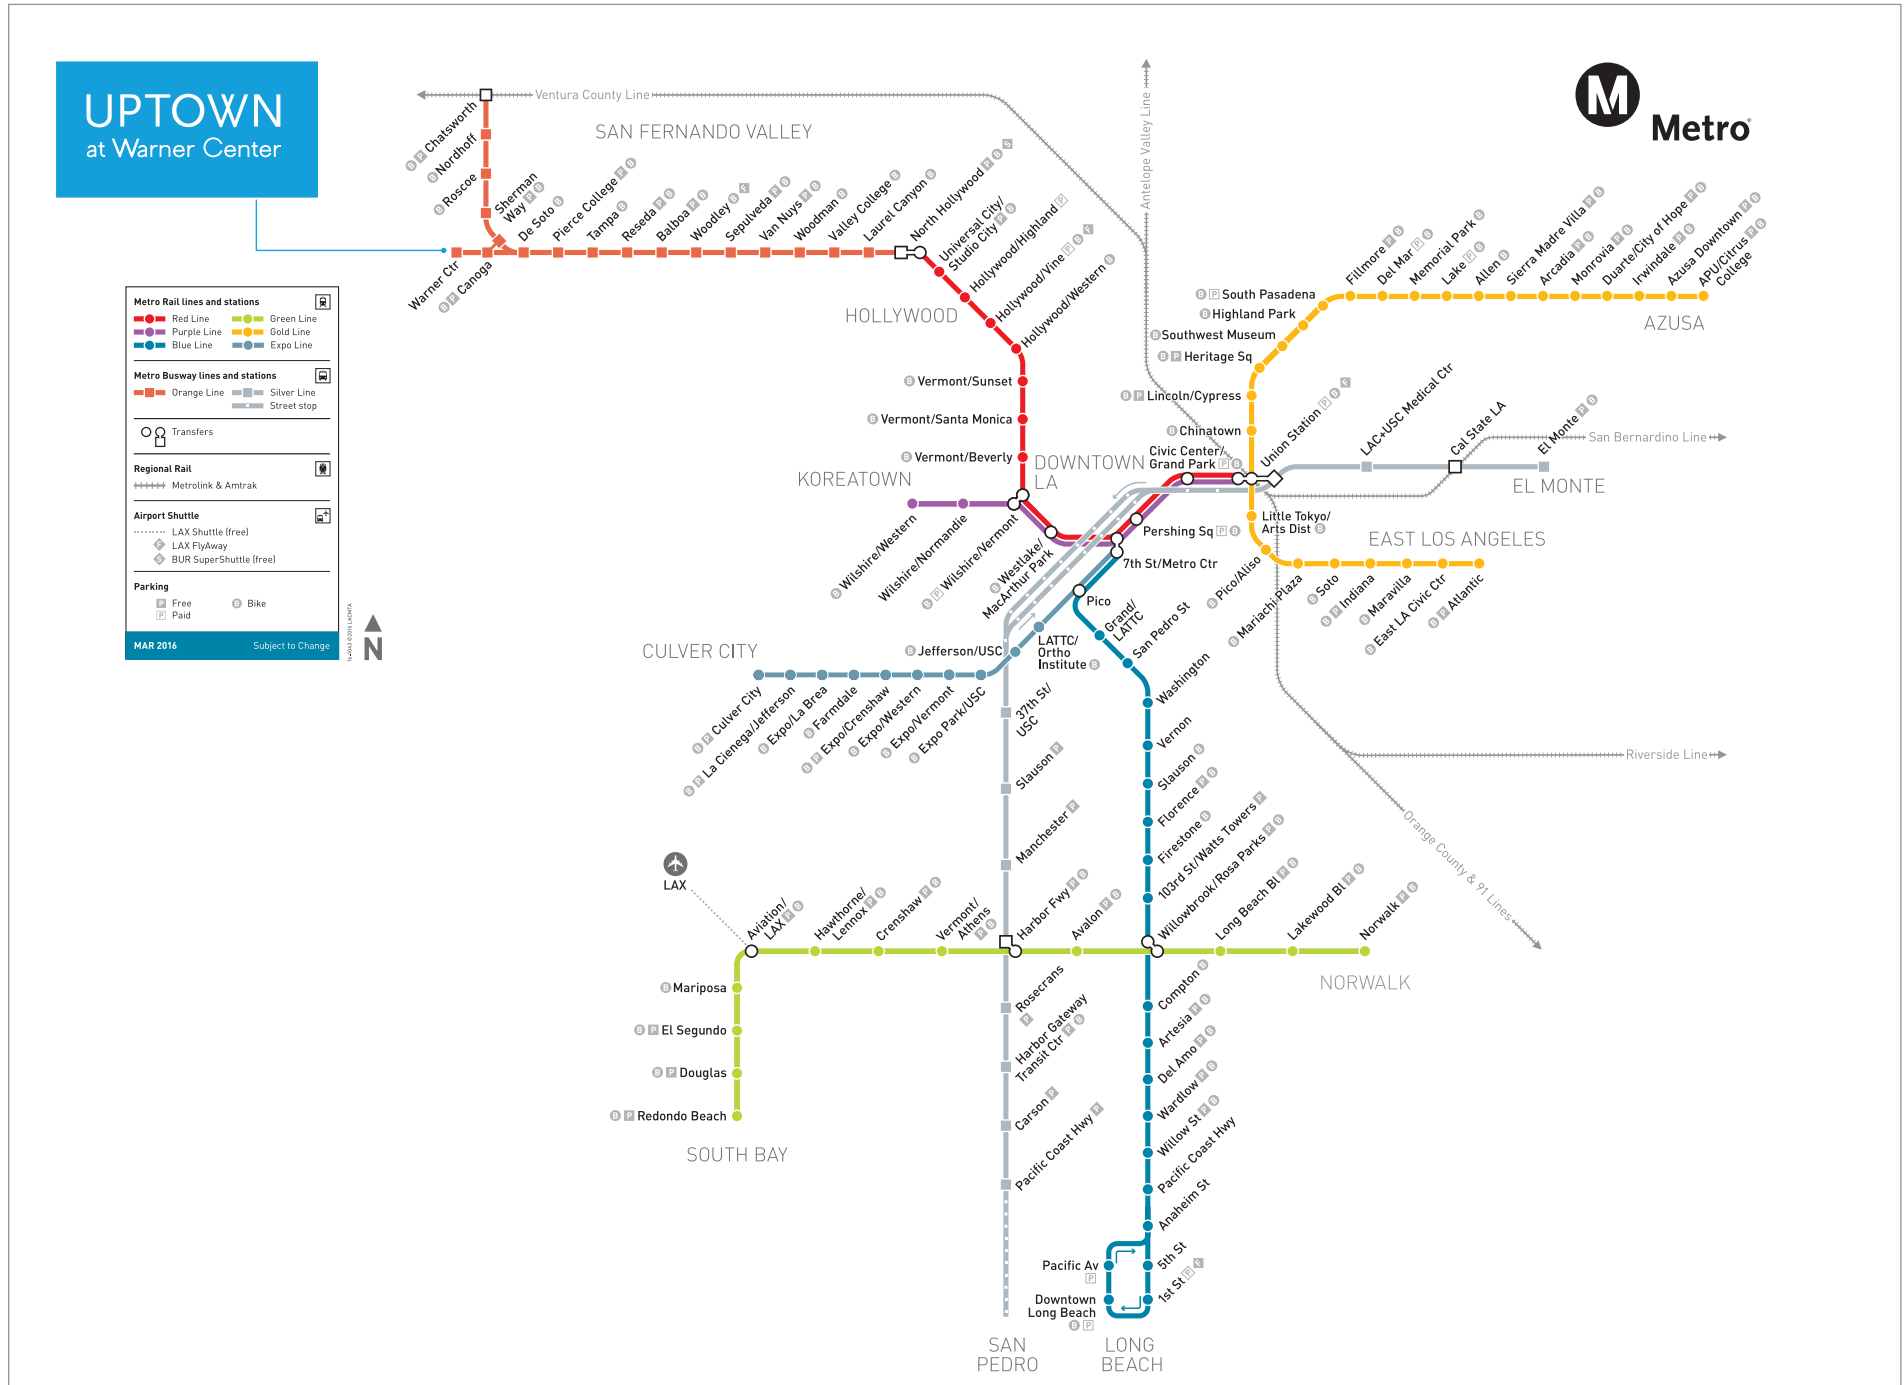 UPTOWN
at Warner Center
M
Metro
Ventura County Line
Antelope Valley Line
SAN FERNANDO VALLEY
B P Chatsworth
B Nordhoff
B Roscoe
Sherman
Way P B
De Soto B
Pierce College P B
Tampa B
Reseda P B
Balboa P B
Woodley B F
Sepulveda P B
Van Nuys P B
Woodman B
Valley College B
Laurel Canyon B
North Hollywood P B S
Warner Ctr
B P Canoga
Universal City/
Studio City P B
Hollywood/Highland P
Hollywood/Vine P B F
Hollywood/Western B
HOLLYWOOD
B Vermont/Sunset
B Vermont/Santa Monica
B Vermont/Beverly
KOREATOWN
DOWNTOWN
LA
B Wilshire/Western
Wilshire/Normandie
B P Wilshire/Vermont
B Westlake/
MacArthur Park
Civic Center/
Grand Park P B
Pershing Sq P B
7th St/Metro Ctr
Union Station P B F
Fillmore P B
Del Mar P B
Memorial Park B
Lake P B
Allen B
Sierra Madre Villa P B
Arcadia P B
Monrovia P B
Duarte/City of Hope P B
Irwindale P B
Azusa Downtown P B
APU/Citrus P B
College
AZUSA
B P South Pasadena
B Highland Park
B Southwest Museum
B P Heritage Sq
B P Lincoln/Cypress
B Chinatown
LAC+USC Medical Ctr
Cal State LA
El Monte P B
San Bernardino Line
EL MONTE
Little Tokyo/
Arts Dist B
EAST LOS ANGELES
B Pico/Aliso
B Mariachi Plaza
B Soto
B P Indiana
B Maravilla
B East LA Civic Ctr
B P Atlantic
Metro Rail lines and stations
Red Line
Green Line
Purple Line
Gold Line
Blue Line
Expo Line
Metro Busway lines and stations
Orange Line
Silver Line
Street stop
Transfers
Regional Rail
Metrolink & Amtrak
Airport Shuttle
LAX Shuttle (free)
F LAX FlyAway
S BUR SuperShuttle (free)
Parking
P Free
B Bike
P Paid
MAR 2016
Subject to Change
N
CULVER CITY
B P Culver City
B P La Cienega/Jefferson
B Expo/La Brea
B Farmdale
B P Expo/Crenshaw
B Expo/Western
B Expo/Vermont
B Expo Park/USC
B Jefferson/USC
LATTC/
Ortho
Institute B
Pico
Grand/
LATTC
San Pedro St
Washington
Vernon
Slauson B
Florence P B
Firestone B
103rd St/Watts Towers P
Willowbrook/Rosa Parks P B
37th St/
USC
Slauson P
Manchester P
Harbor Fwy P B
Riverside Line
Orange County & 91 Lines
LAX
Aviation/
LAX P B
Hawthorne/
Lennox P B
Crenshaw P B
Vermont/
Athens
P B
Avalon P B
Long Beach Bl P B
Lakewood Bl P B
Norwalk P B
NORWALK
B Mariposa
B P El Segundo
B P Douglas
B P Redondo Beach
SOUTH BAY
Rosecrans
P
Harbor Gateway
Transit Ctr P B
Carson P
Pacific Coast Hwy P
Compton B
Artesia P B
Del Amo P B
Wardlow P B
Willow St P B
Pacific Coast Hwy
Anaheim St
5th St
1st St P F
Pacific Av
P
Downtown
Long Beach
B P
SAN
PEDRO
LONG
BEACH